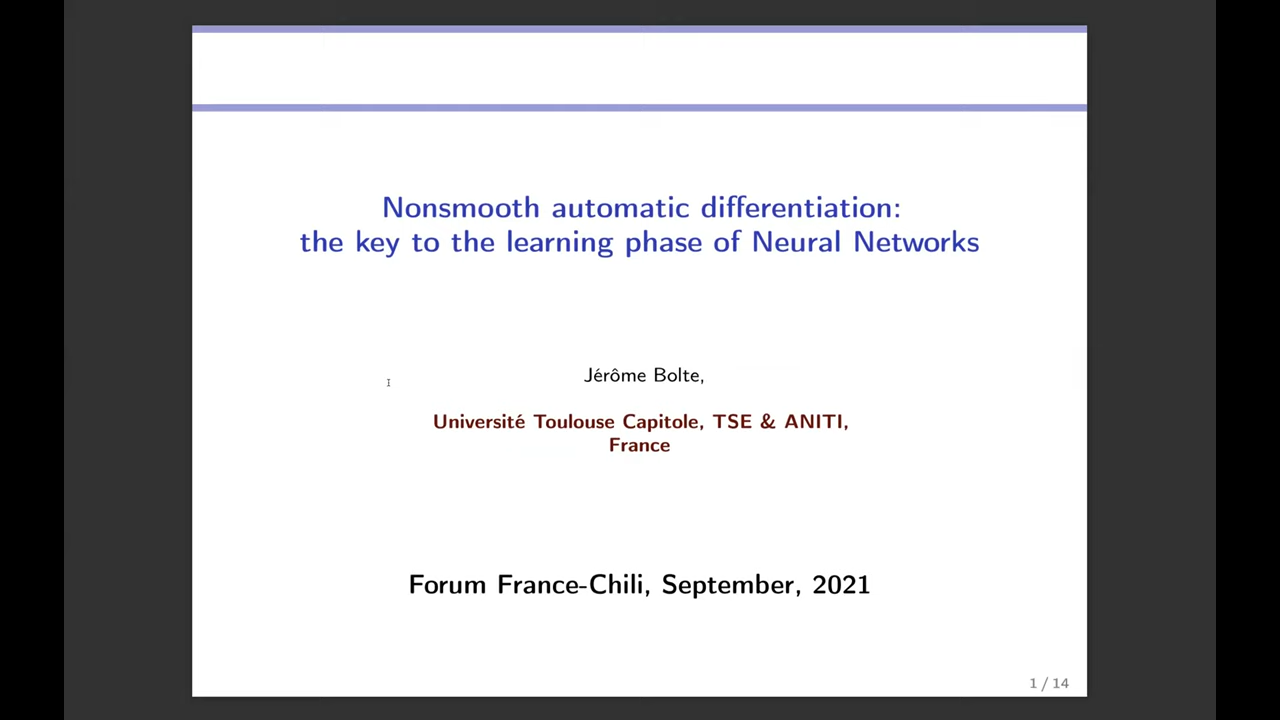 Nonsmooth automatic differentiation:
the key to the learning phase of Neural Networks
Jérôme Bolte,
Université Toulouse Capitole, TSE & ANITI,
France
Forum France-Chili, September, 2021
1 / 14